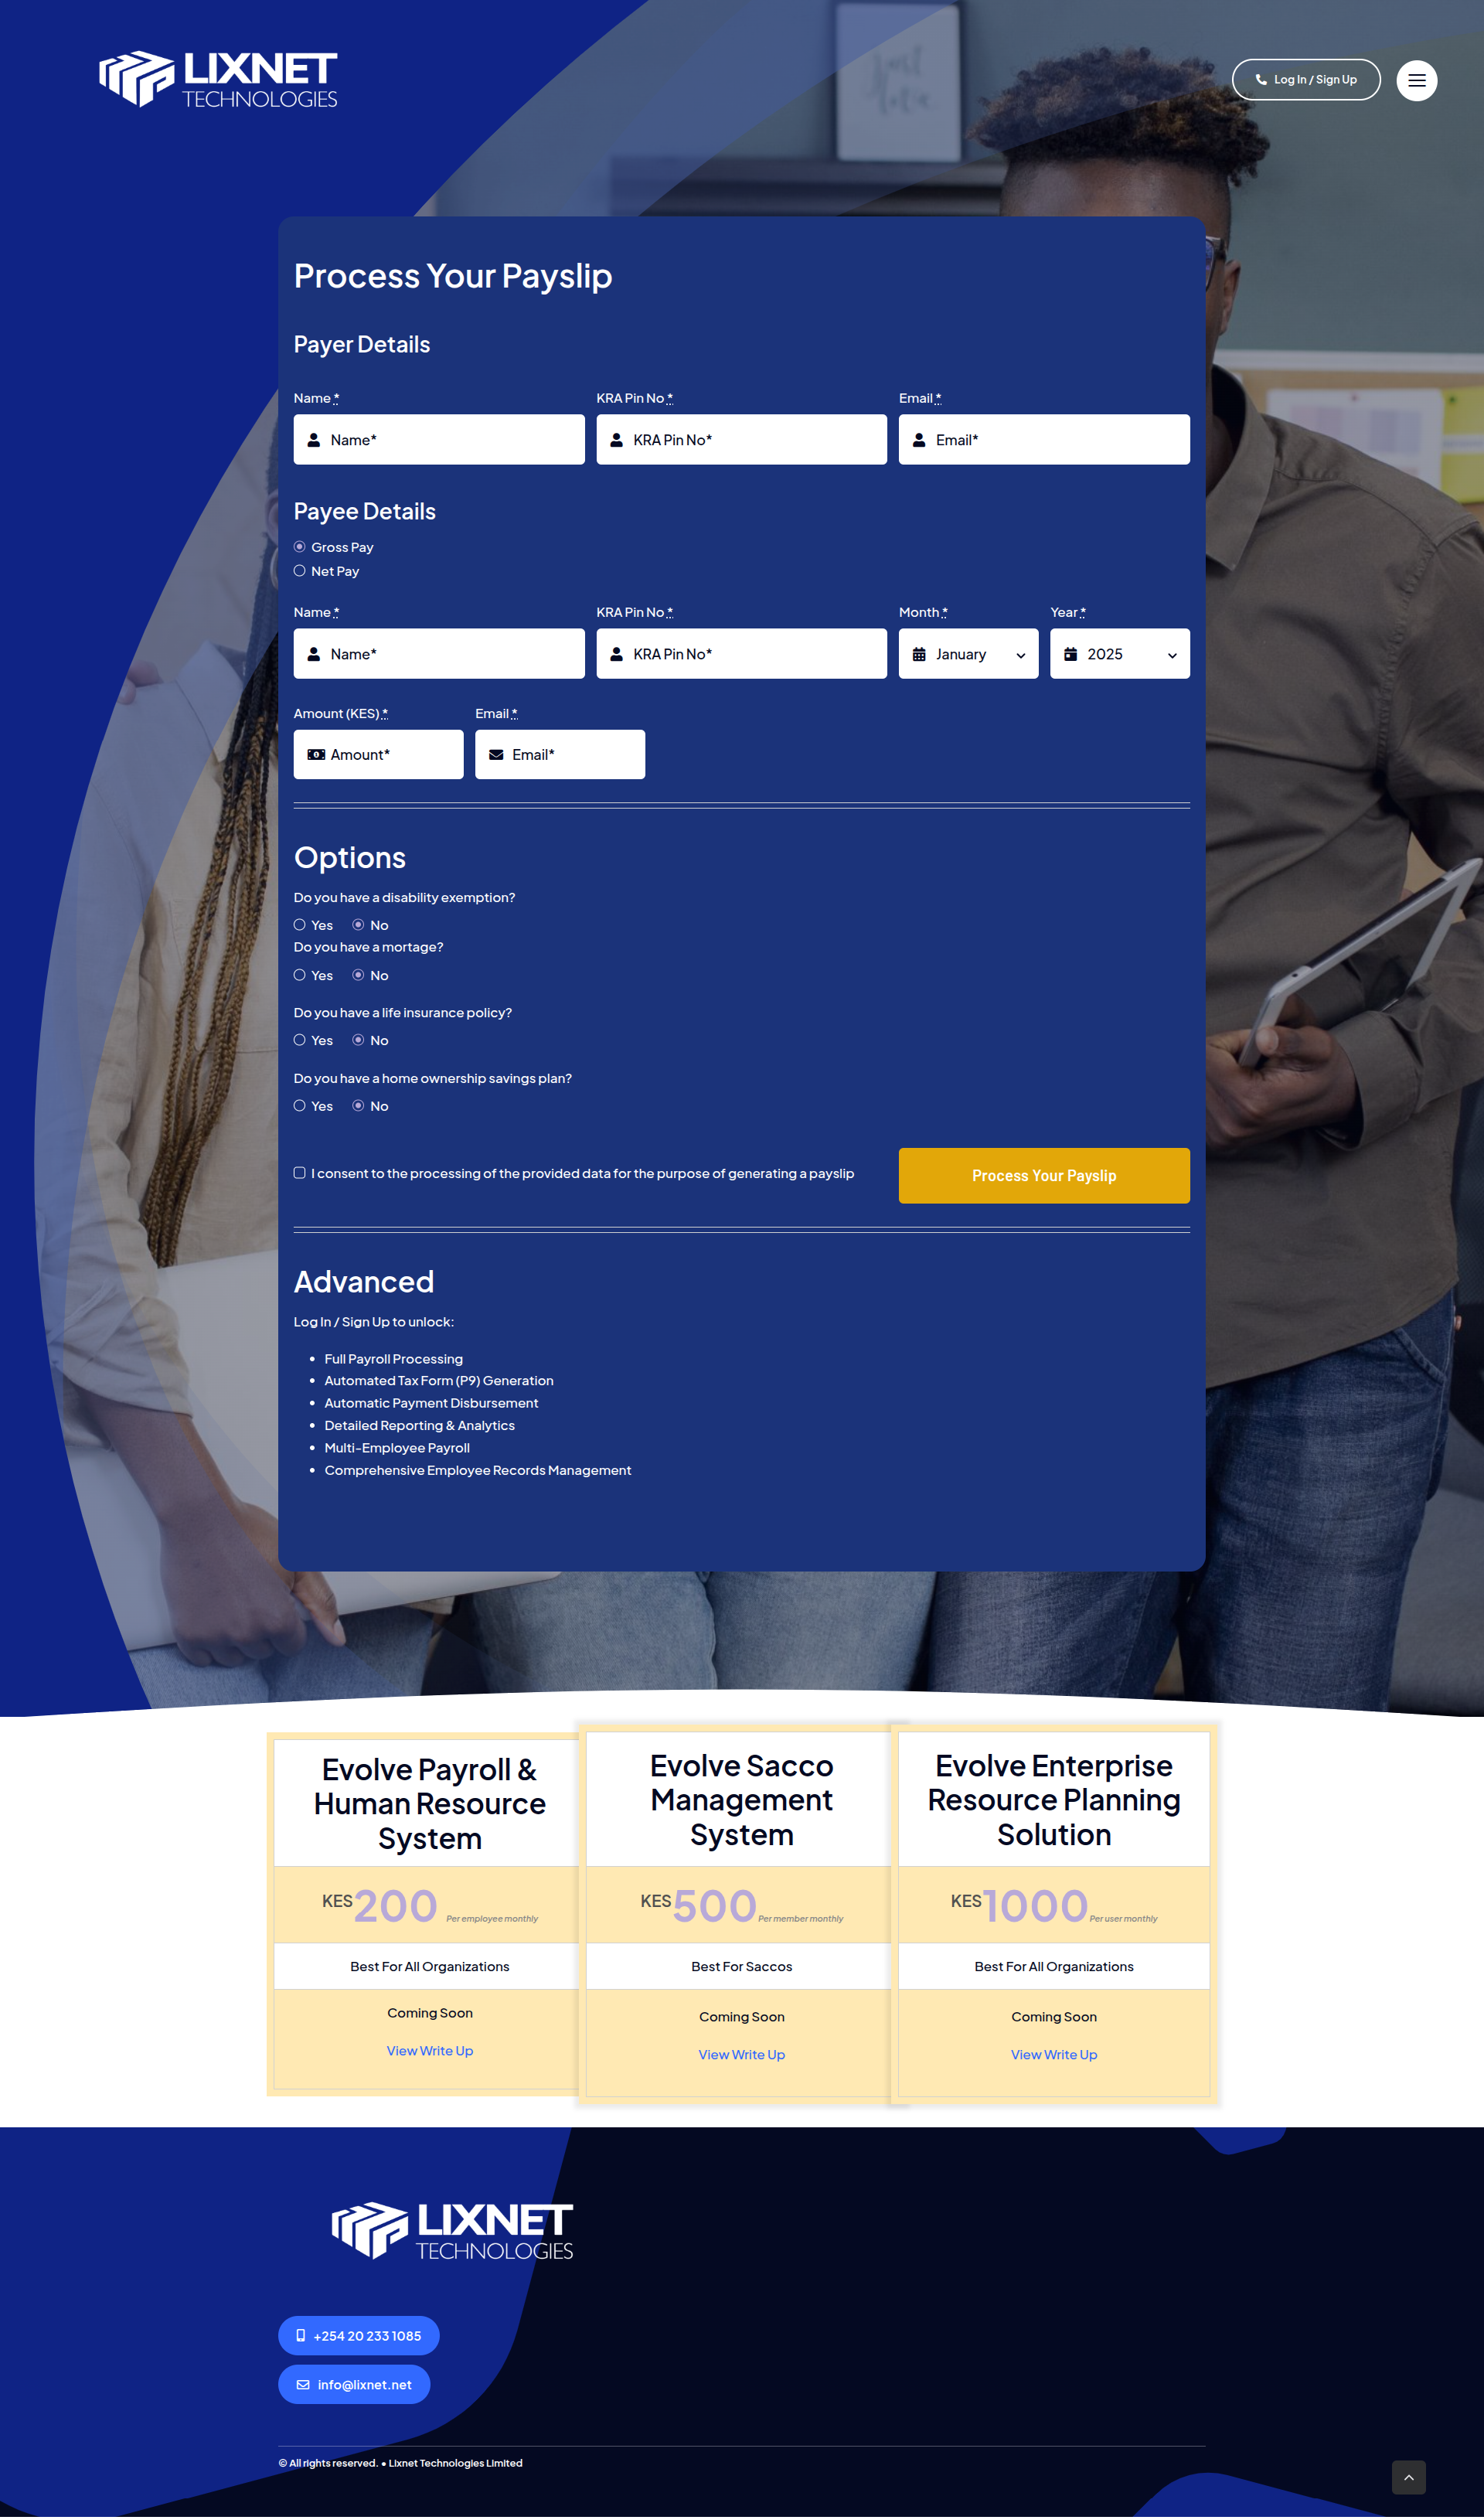 LIXNET
TECHNOLOGIES
Log In / Sign Up
Process Your Payslip
Payer Details
Name * KRA Pin No * Email *
Name* KRA Pin No* Email*
Payee Details
Gross Pay
Net Pay
Name * KRA Pin No * Month * Year *
Name* KRA Pin No* January 2025
Amount (KES) * Email *
Amount* Email*
Options
Do you have a disability exemption?
Yes No
Do you have a mortage?
Yes No
Do you have a life insurance policy?
Yes No
Do you have a home ownership savings plan?
Yes No
I consent to the processing of the provided data for the purpose of generating a payslip
Process Your Payslip
Advanced
Log In / Sign Up to unlock:
• Full Payroll Processing
• Automated Tax Form (P9) Generation
• Automatic Payment Disbursement
• Detailed Reporting & Analytics
• Multi-Employee Payroll
• Comprehensive Employee Records Management
Evolve Payroll &
Human Resource
System
KES200 Per employee monthly
Best For All Organizations
Coming Soon
View Write Up
Evolve Sacco
Management
System
KES500 Per member monthly
Best For Saccos
Coming Soon
View Write Up
Evolve Enterprise
Resource Planning
Solution
KES1000 Per user monthly
Best For All Organizations
Coming Soon
View Write Up
LIXNET
TECHNOLOGIES
+254 20 233 1085
info@lixnet.net
© All rights reserved. • Lixnet Technologies Limited